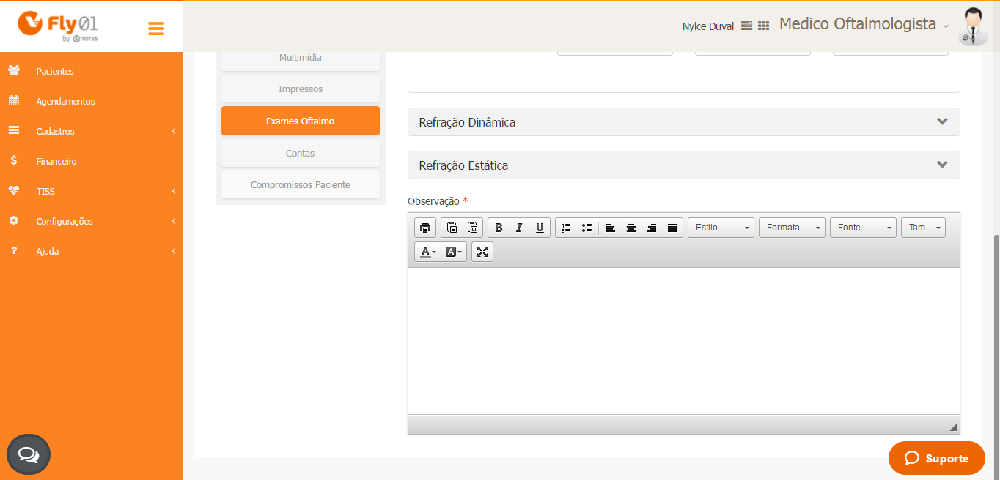 Fly01
by TOTVS
Nylce Duval
Medico Oftalmologista
Pacientes
Agendamentos
Cadastros
Financeiro
TISS
Configurações
Ajuda
Multimídia
Impressos
Exames Oftalmo
Contas
Compromissos Paciente
Refração Dinâmica
Refração Estática
Observação *
B I U
Estilo
Formata...
Fonte
Tam..
A
A
Suporte